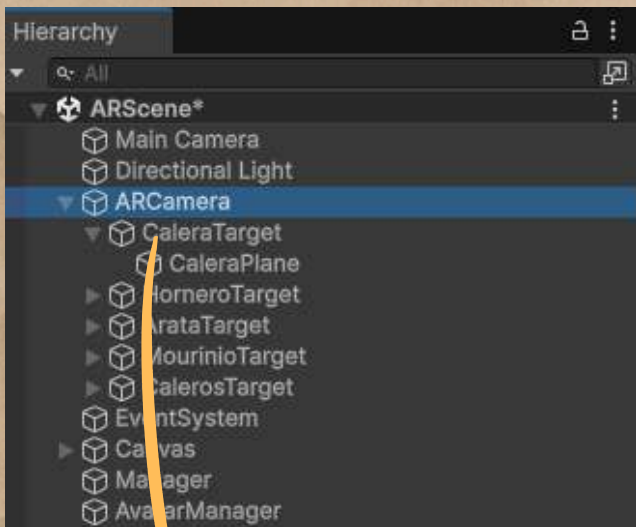 Hierarchy
All
ARScene*
Main Camera
Directional Light
ARCamera
CaleraTarget
CaleraPlane
HorneroTarget
ArataTarget
MourinioTarget
CalerosTarget
EventSystem
Canvas
Manager
AvatarManager